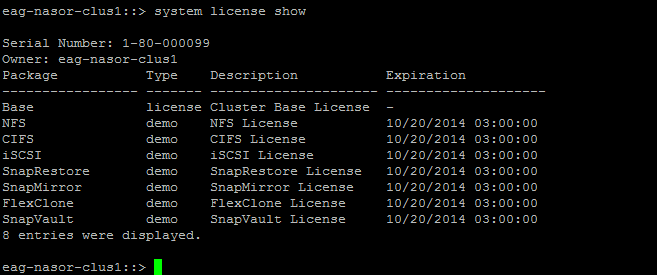 eag-nasor-clus1::> system license show
Serial Number: 1-80-000099
Owner: eag-nasor-clus1
Package Type Description Expiration
----------------- ------- --------------------- --------------------
Base license Cluster Base License -
NFS demo NFS License 10/20/2014 03:00:00
CIFS demo CIFS License 10/20/2014 03:00:00
iSCSI demo iSCSI License 10/20/2014 03:00:00
SnapRestore demo SnapRestore License 10/20/2014 03:00:00
SnapMirror demo SnapMirror License 10/20/2014 03:00:00
FlexClone demo FlexClone License 10/20/2014 03:00:00
SnapVault demo SnapVault License 10/20/2014 03:00:00
8 entries were displayed.
eag-nasor-clus1::>